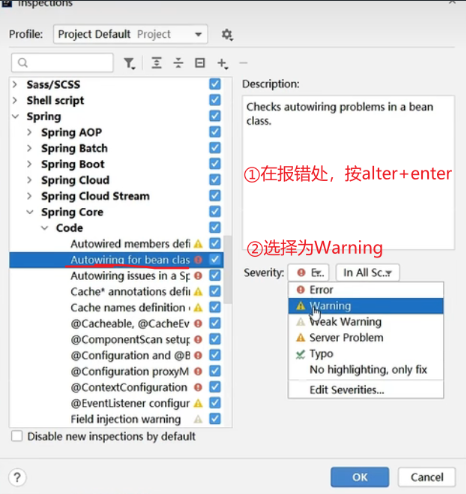 Inspections
Profile: Project Default Project
Sass/SCSS
Shell script
Spring
Spring AOP
Spring Batch
Spring Boot
Spring Cloud
Spring Cloud Stream
Spring Core
Code
Autowired members defi
Autowiring for bean clas
Autowiring issues in a Sp
Cache* annotations defi
Cache names definition
@Cacheable, @CacheEv
@ComponentScan setup
@Configuration and @B
@Configuration proxyM
@ContextConfiguration
@EventListener configur
Field injection warning
Disable new inspections by default
Description:
Checks autowiring problems in a bean
class.
①在报错处，按alter+enter
②选择为Warning
Severity: Er.. In All Sc..
Error
Warning
Weak Warning
Server Problem
Typo
No highlighting, only fix
Edit Severities...
?
OK
Cancel